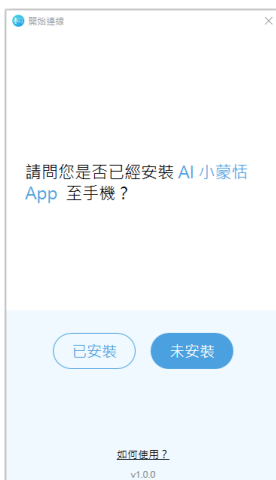 開始連線
請問您是否已經安裝 AI 小蒙恬
App 至手機？
已安裝
未安裝
如何使用？
v1.0.0